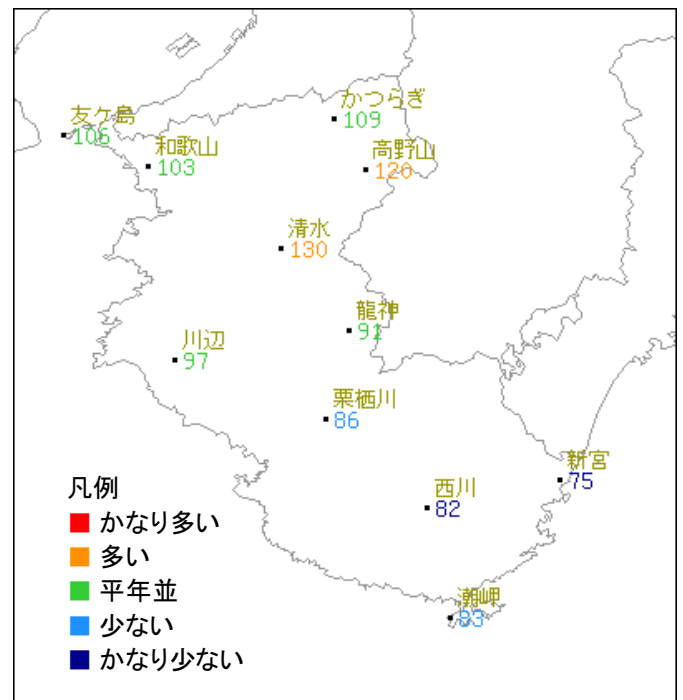 かつらぎ
109
友ケ島
106
和歌山
103
高野山
120
清水
130
龍神
91
川辺
97
栗栖川
86
新宮
75
西川
82
潮岬
83
凡例
かなり多い
多い
平年並
少ない
かなり少ない